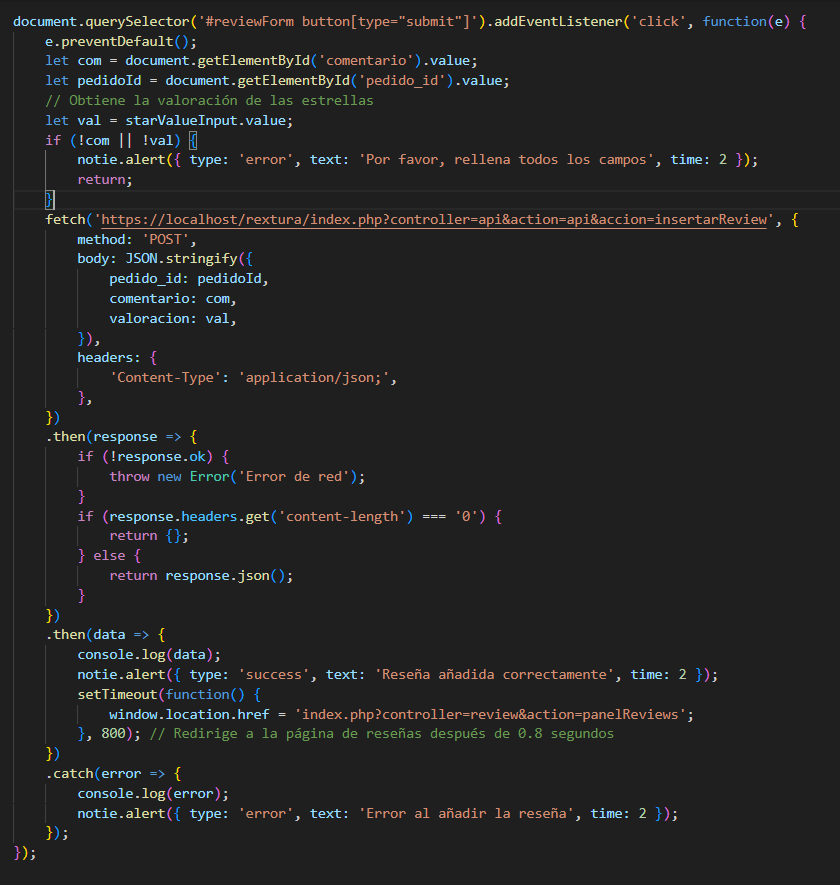 document.querySelector('#reviewForm button[type="submit"]').addEventListener('click', function(e) {
    e.preventDefault();
    let com = document.getElementById('comentario').value;
    let pedidoId = document.getElementById('pedido_id').value;
    // Obtiene la valoración de las estrellas
    let val = starValueInput.value;
    if (!com || !val) {
        notie.alert({ type: 'error', text: 'Por favor, rellena todos los campos', time: 2 });
        return;
    }
    fetch('https://localhost/rextura/index.php?controller=api&action=api&accion=insertarReview', {
        method: 'POST',
        body: JSON.stringify({
            pedido_id: pedidoId,
            comentario: com,
            valoracion: val,
        }),
        headers: {
            'Content-Type': 'application/json;',
        },
    })
    .then(response => {
        if (!response.ok) {
            throw new Error('Error de red');
        }
        if (response.headers.get('content-length') === '0') {
            return {};
        } else {
            return response.json();
        }
    })
    .then(data => {
        console.log(data);
        notie.alert({ type: 'success', text: 'Reseña añadida correctamente', time: 2 });
        setTimeout(function() {
            window.location.href = 'index.php?controller=review&action=panelReviews';
        }, 800); // Redirige a la página de reseñas después de 0.8 segundos
    })
    .catch(error => {
        console.log(error);
        notie.alert({ type: 'error', text: 'Error al añadir la reseña', time: 2 });
    });
});